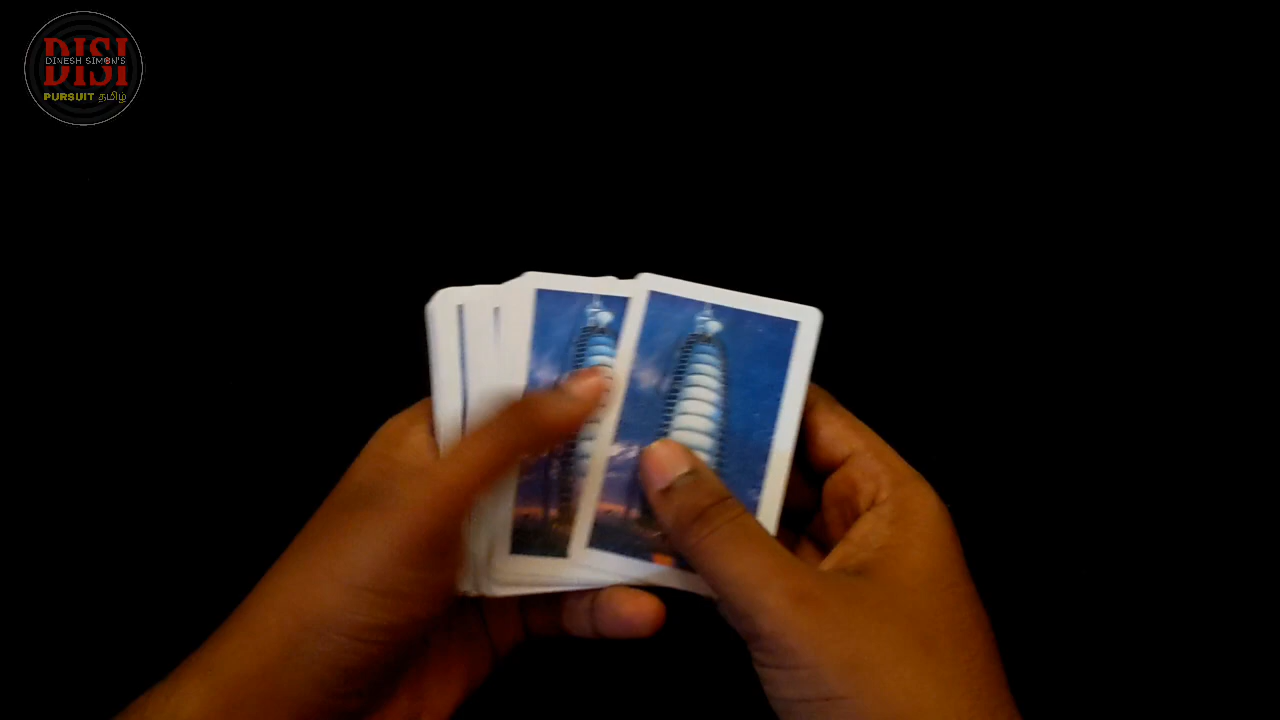 DISI
DINESH SIMON'S
PURSUIT தமிழ்